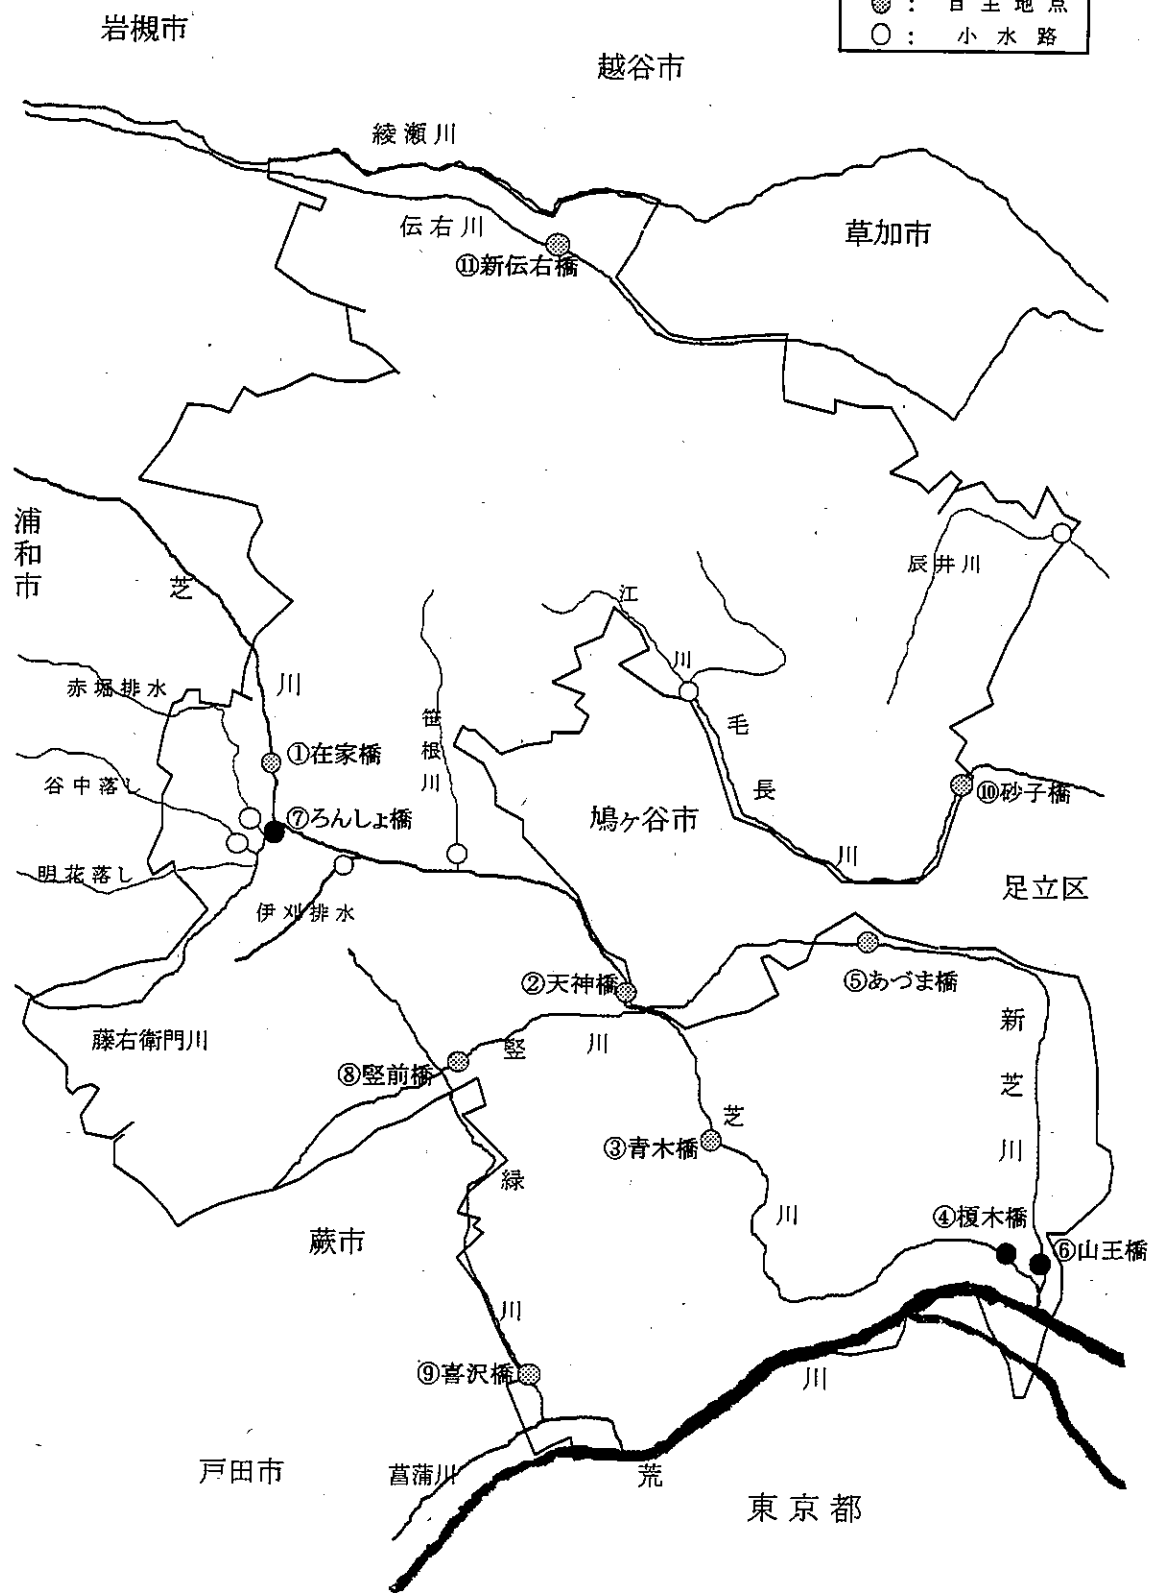 ：自主地点
：小水路
岩槻市
越谷市
綾瀬川
伝右川
⑪新伝右橋
草加市
浦和市
芝川
辰井川
江川
赤堀排水
笹根川
毛長川
①在家橋
谷中落し
⑩砂子橋
⑦ろんしょ橋
鳩ヶ谷市
明花落し
足立区
伊刈排水
②天神橋
⑤あづま橋
新芝川
藤右衛門川
竪川
⑧竪前橋
芝川
③青木橋
緑川
④榎木橋
⑥山王橋
蕨市
⑨喜沢橋
荒川
戸田市
菖蒲川
東京都